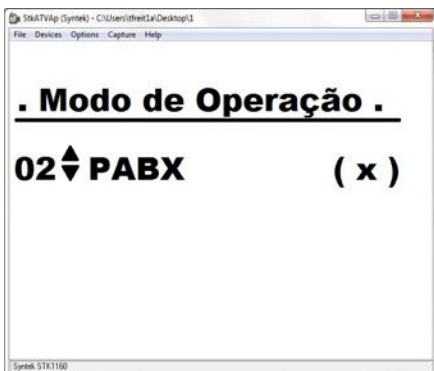 StkATVAp (Syntek) - C:\Users\tfreit1a\Desktop\1
File Devices Options Capture Help
. Modo de Operação .
02 PABX ( x )
Syntek STK1160